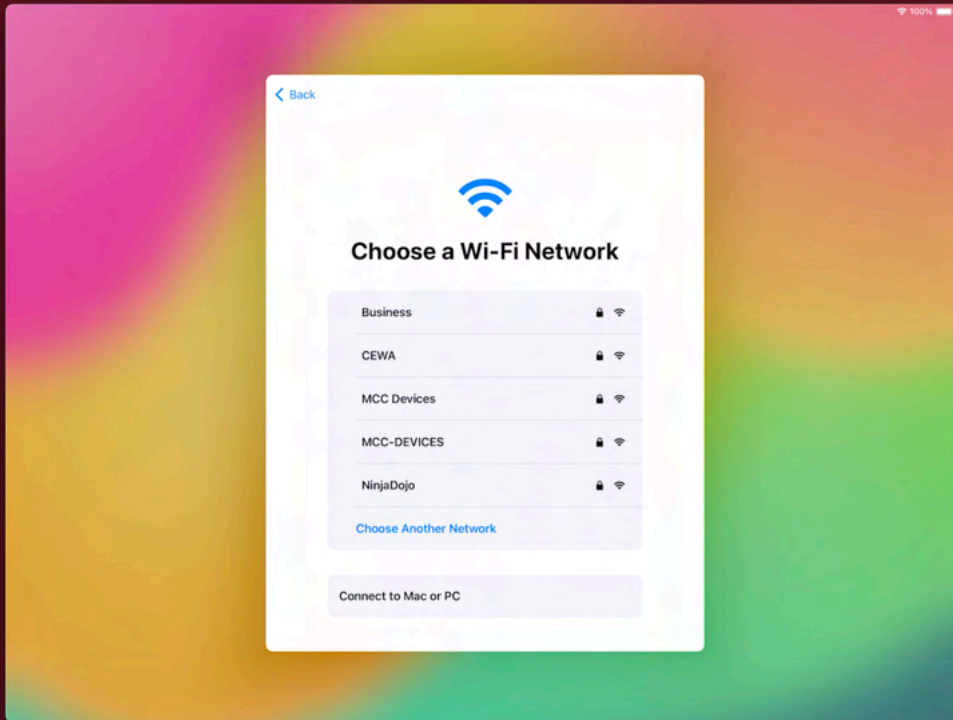 100%
Back
Choose a Wi-Fi Network
Business
CEWA
MCC Devices
MCC-DEVICES
NinjaDojo
Choose Another Network
Connect to Mac or PC